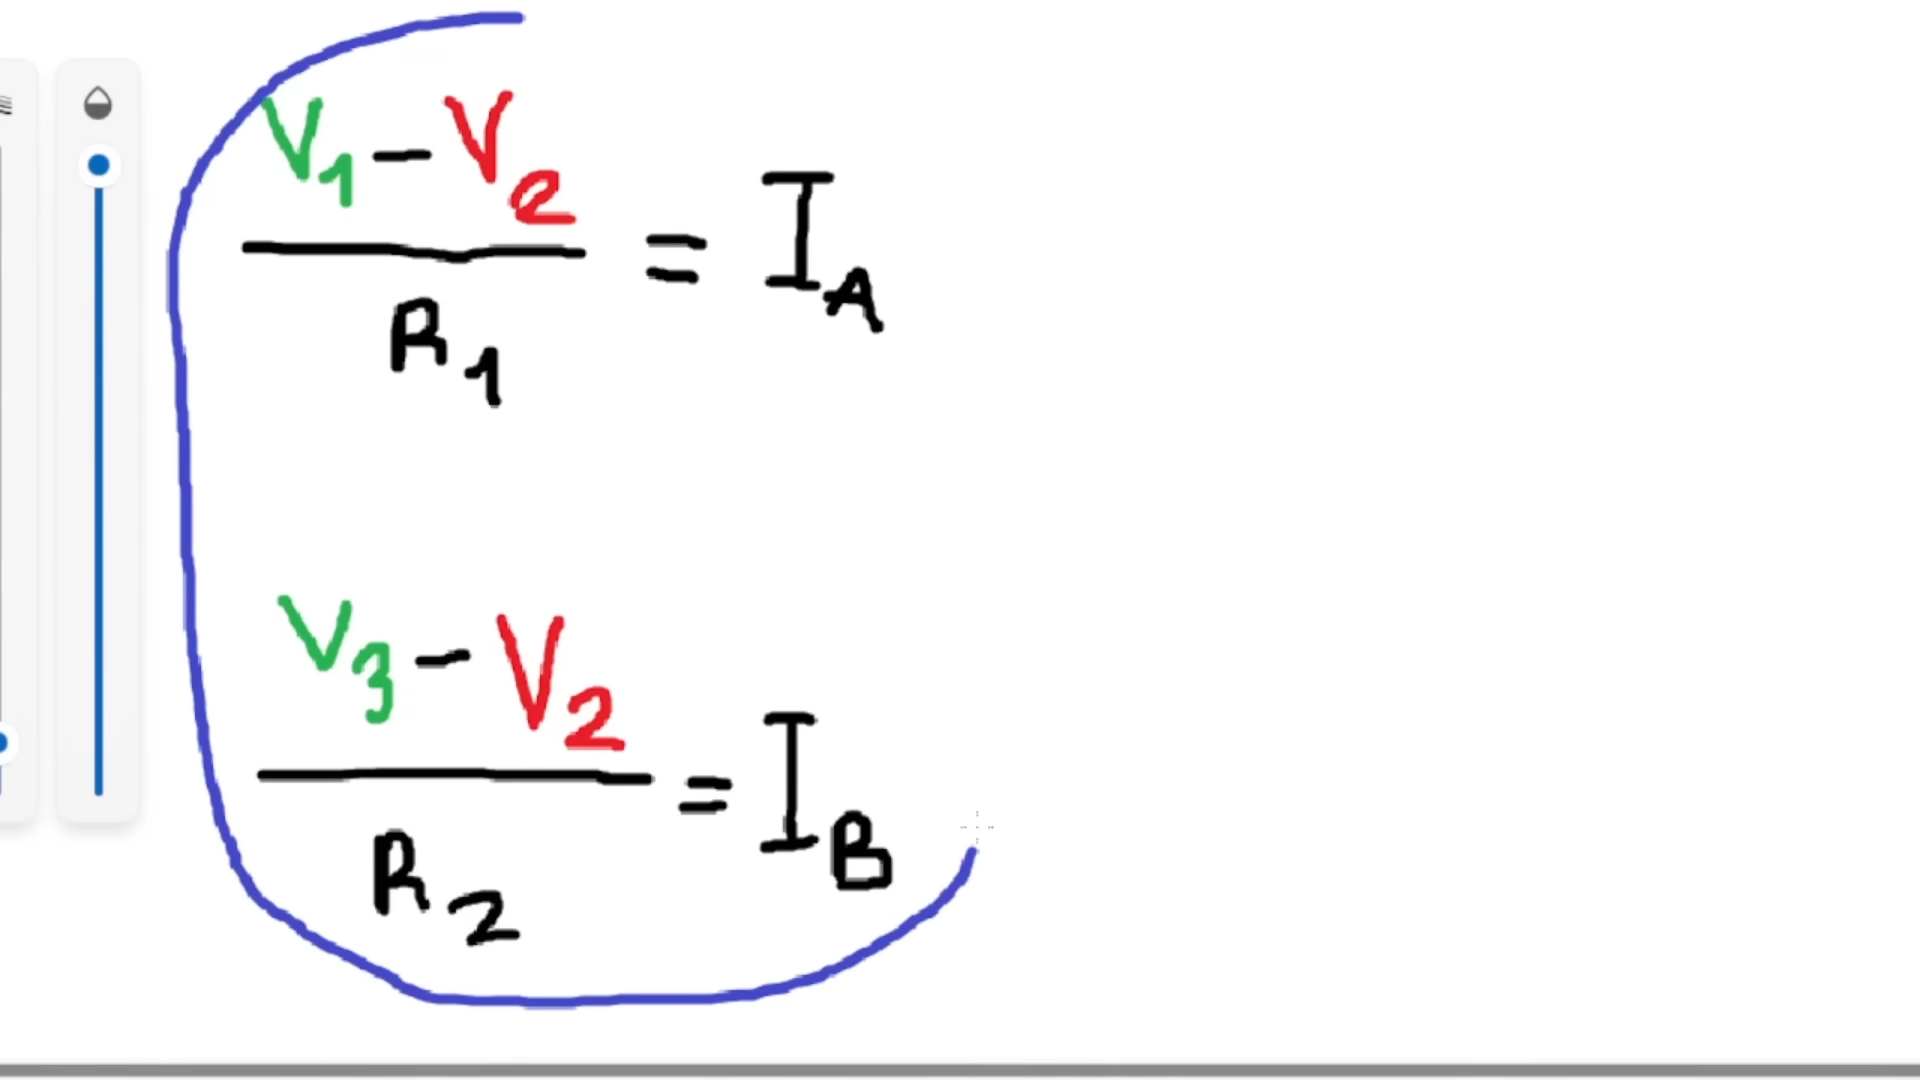 V1 - V2
= IA
R1
V3 - V2
= IB
R2